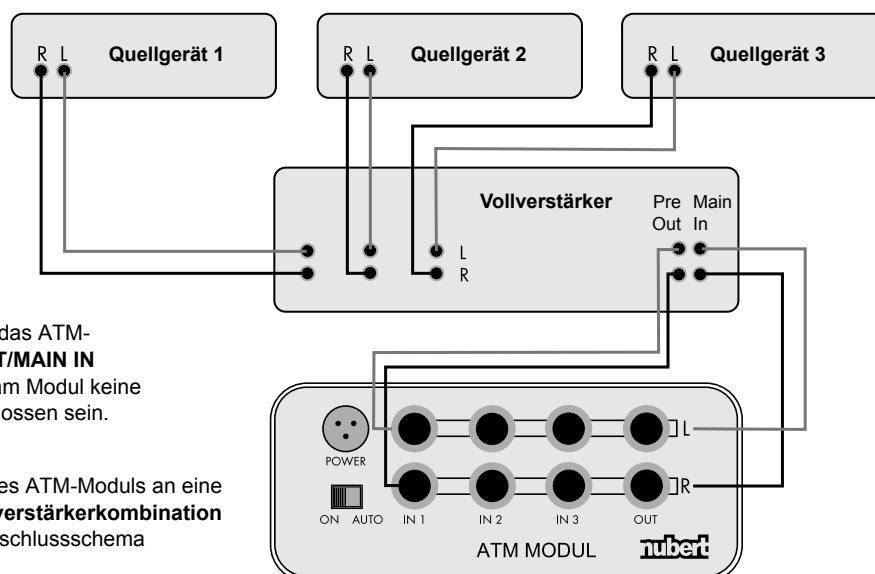 R L Quellgerät 1
R L Quellgerät 2
R L Quellgerät 3
Vollverstärker
Pre Main
Out In
L
R
das ATM-
T/MAIN IN
am Modul keine
ossen sein.
es ATM-Moduls an eine
verstärkerkombination
schlussschema
POWER
ON AUTO
L
R
IN 1 IN 2 IN 3 OUT
ATM MODUL nubert